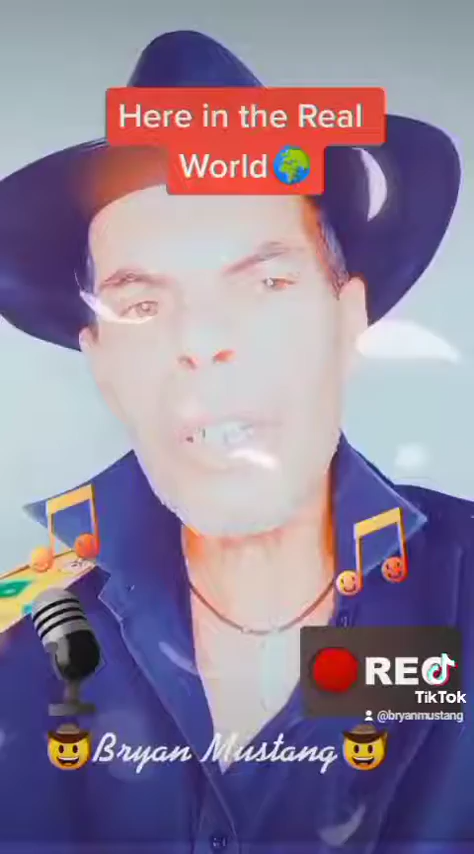 Here in the Real
World🌍
REC
TikTok
@bryanmustang
Bryan Mustang